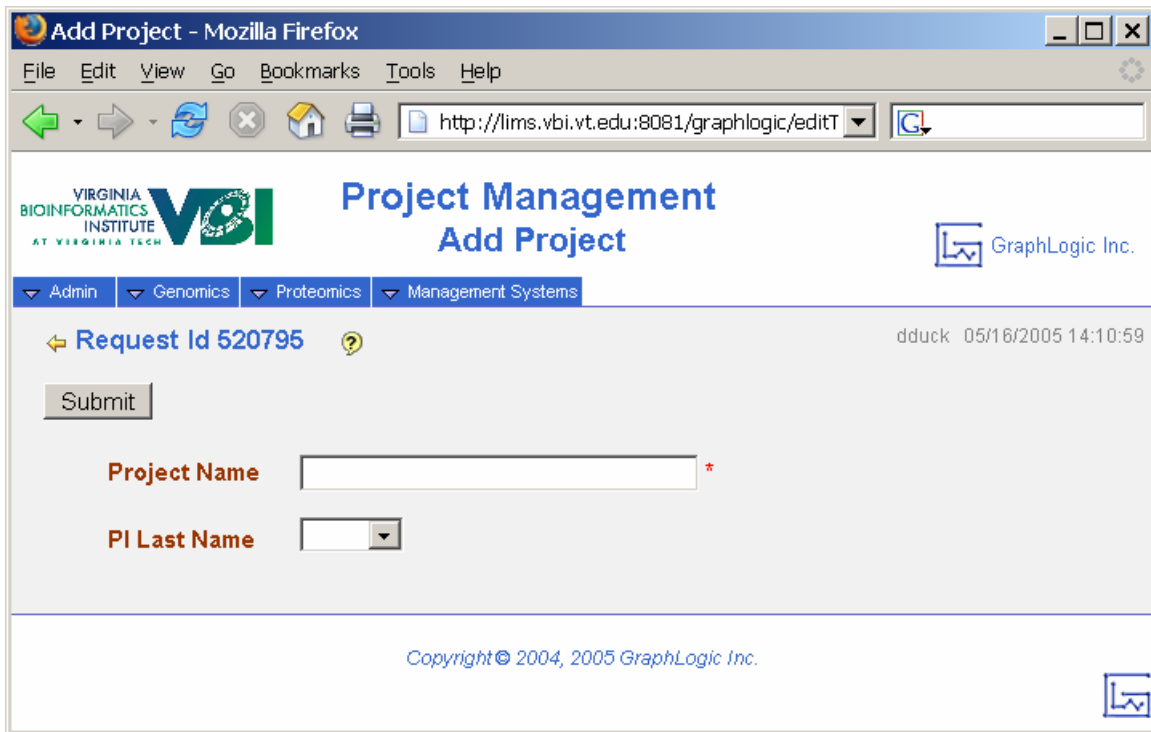 Add Project - Mozilla Firefox
File Edit View Go Bookmarks Tools Help
http://lims.vbi.vt.edu:8081/graphlogic/editT
G
VIRGINIA
BIOINFORMATICS
INSTITUTE
AT VIRGINIA TECH
VBI
Project Management
Add Project
GraphLogic Inc.
Admin Genomics Proteomics Management Systems
Request Id 520795 ?
dduck 05/16/2005 14:10:59
Submit
Project Name *
PI Last Name
Copyright© 2004, 2005 GraphLogic Inc.